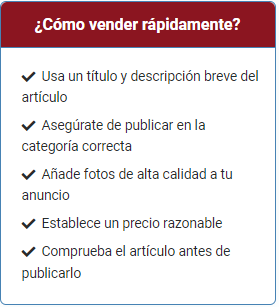 ¿Cómo vender rápidamente?
✔ Usa un título y descripción breve del
artículo
✔ Asegúrate de publicar en la
categoría correcta
✔ Añade fotos de alta calidad a tu
anuncio
✔ Establece un precio razonable
✔ Comprueba el artículo antes de
publicarlo